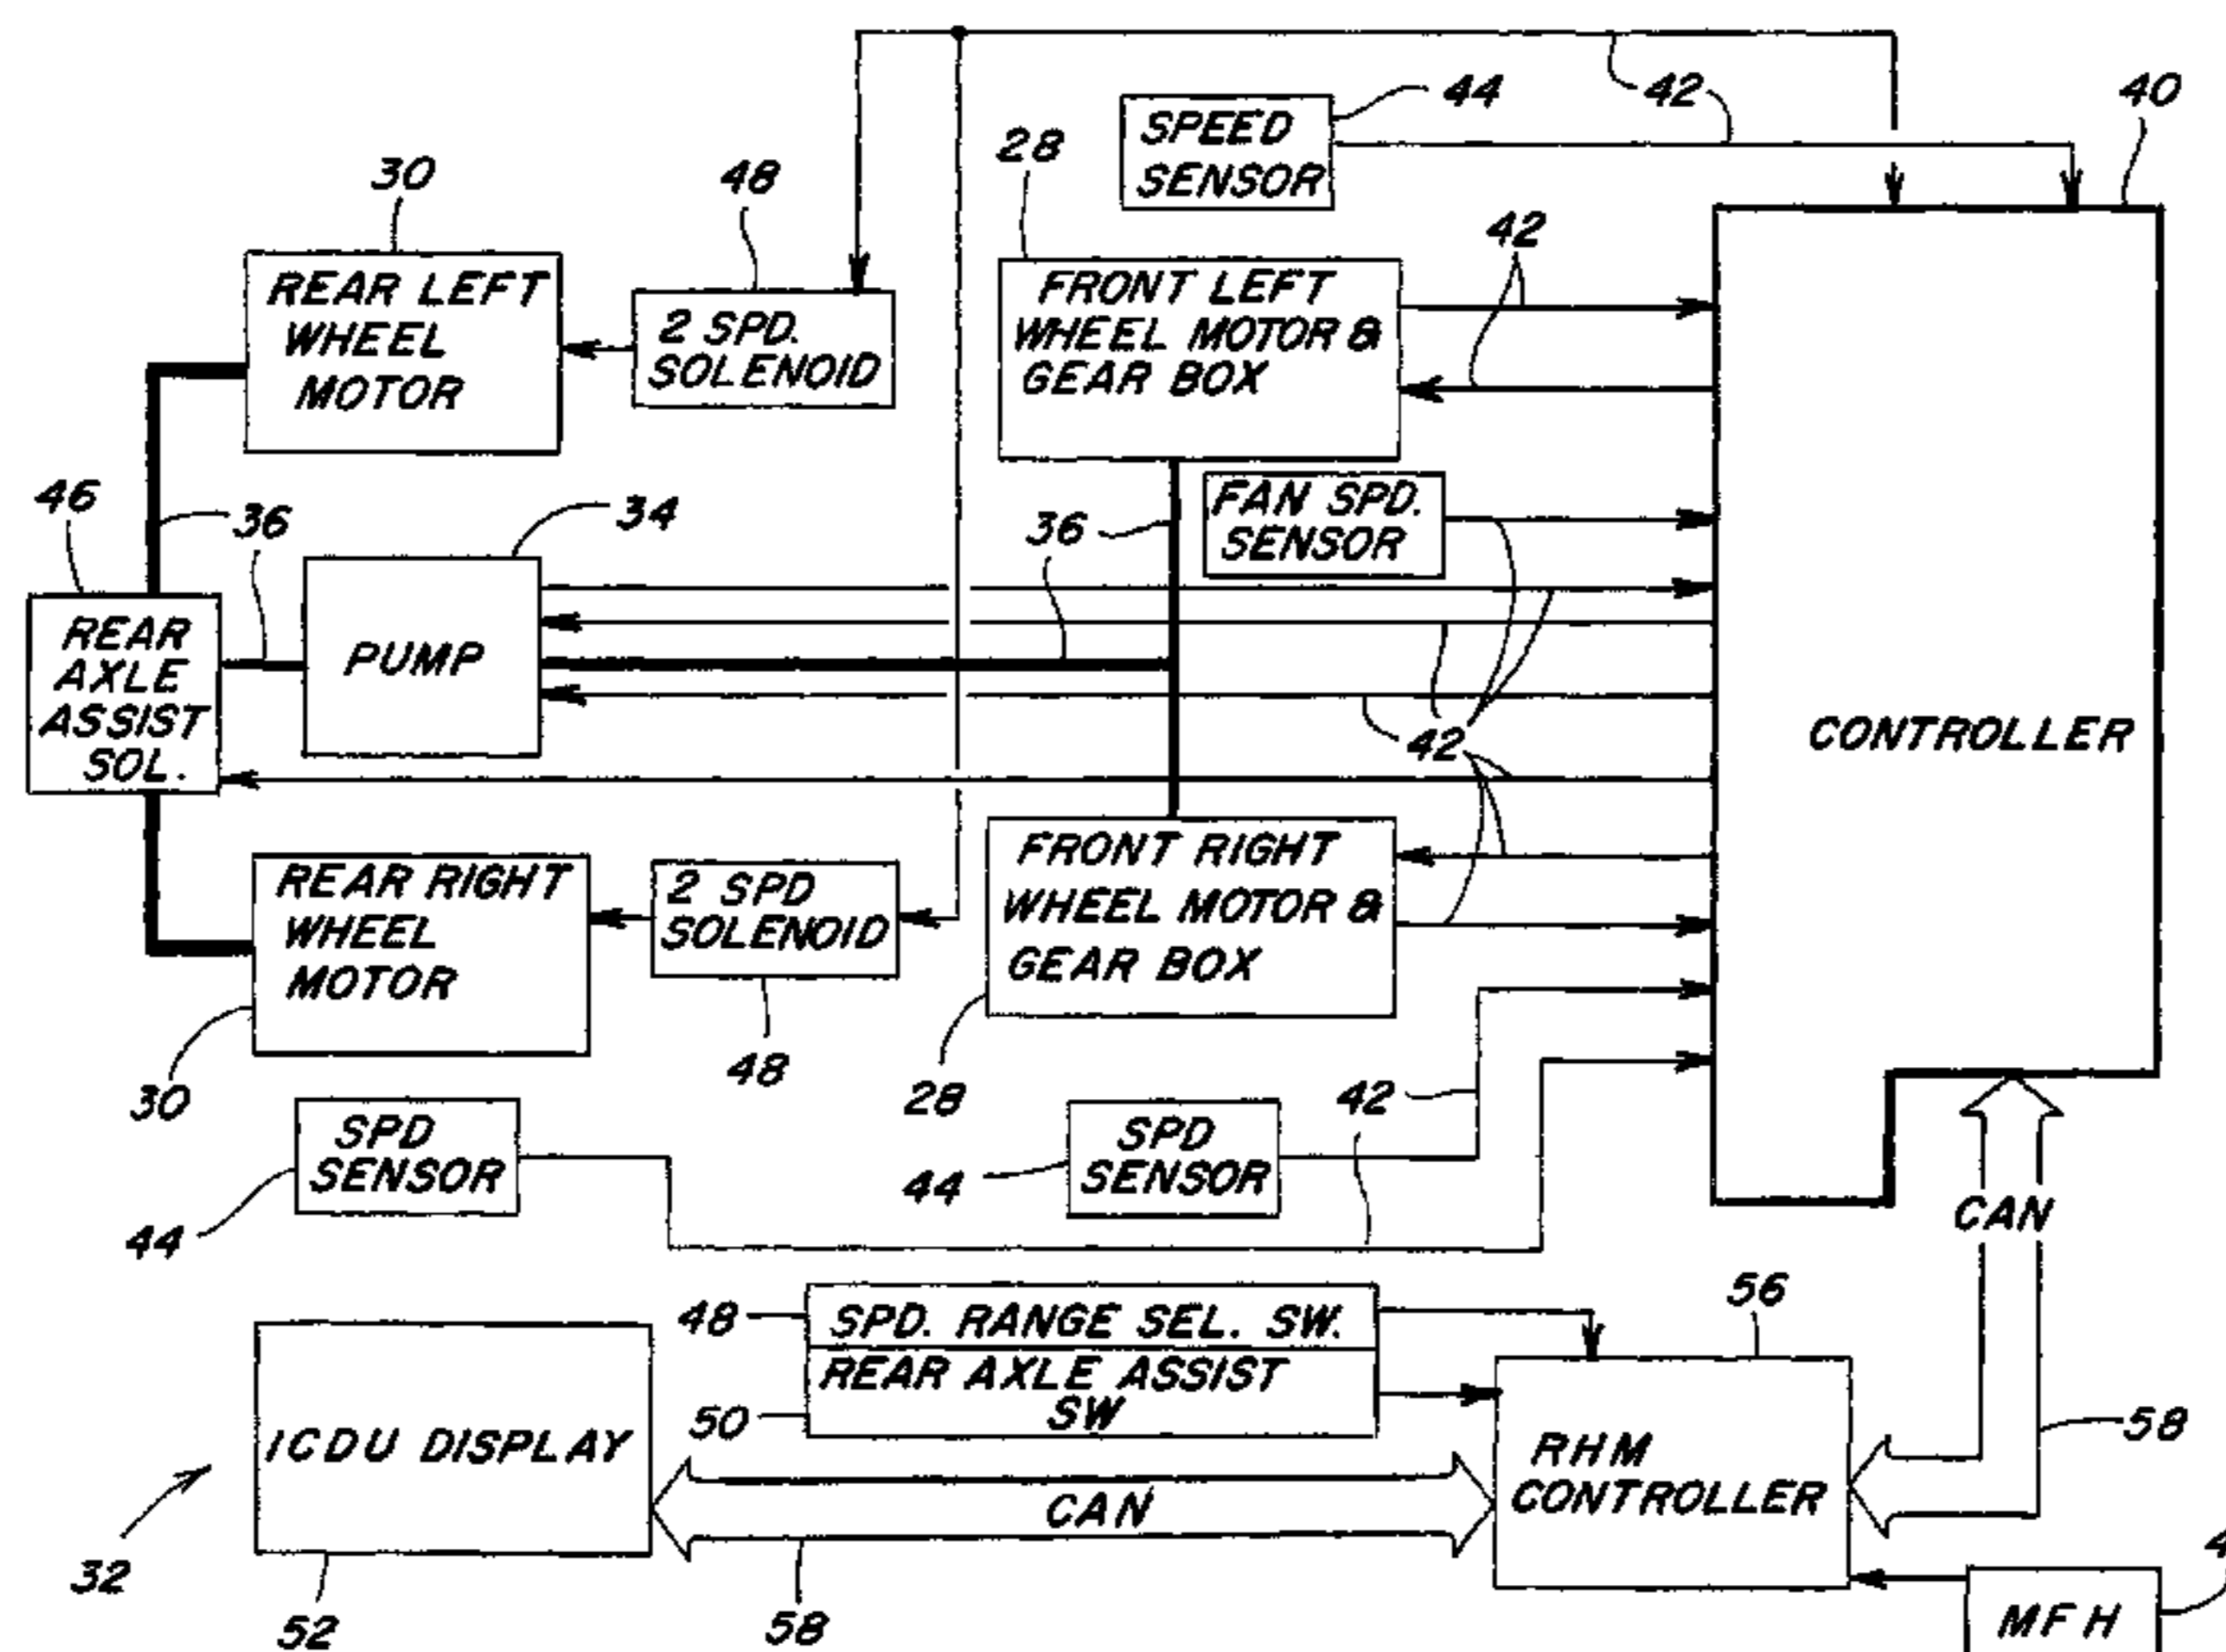 42
44
40
SPEED
SENSOR
28
30
48
42
REAR LEFT
WHEEL
MOTOR
2 SPD.
SOLENOID
FRONT LEFT
WHEEL MOTOR &
GEAR BOX
42
46
36
34
36
FAN SPD.
SENSOR
36
REAR
AXLE
ASSIST
SOL.
PUMP
42
CONTROLLER
REAR RIGHT
WHEEL
MOTOR
2 SPD
SOLENOID
FRONT RIGHT
WHEEL MOTOR &
GEAR BOX
30
48
28
42
SPD
SENSOR
44
SPD
SENSOR
44
CAN
48
SPD. RANGE SEL. SW.
56
REAR AXLE ASSIST
SW
50
ICDU DISPLAY
RHM
CONTROLLER
58
CAN
32
52
58
MFH